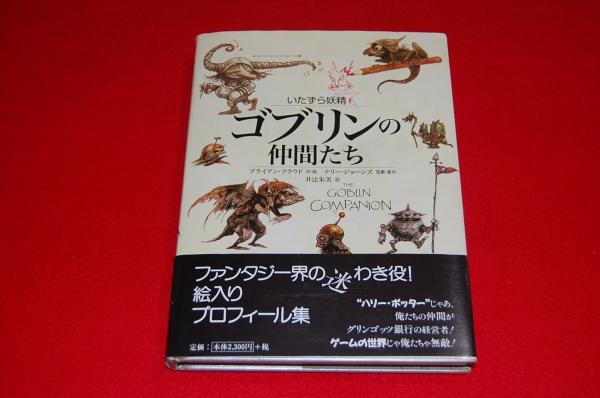 いたずら妖精
ゴブリンの
仲間たち
ブライアン・フラウド 作・画 テリー・ジョーンズ 発案・製作
井辻朱美 訳
THE
GOBLIN
COMPANION
ファンタジー界の迷わき役!
絵入り
プロフィール集
"ハリー・ポッター"じゃあ、
俺たちの仲間が
グリンゴッツ銀行の経営者!
ゲームの世界じゃ俺たちゃ無敵!
定価:本体2,300円+税